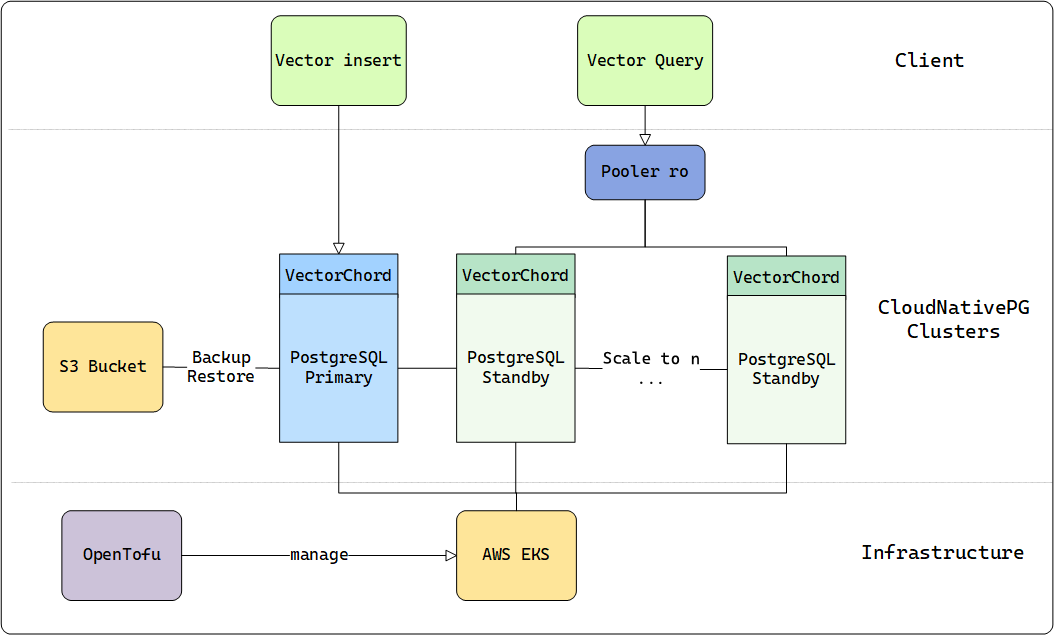 Vector insert
Vector Query
Client
Pooler ro
VectorChord
VectorChord
VectorChord
CloudNativePG
Clusters
S3 Bucket
Backup
Restore
PostgreSQL
Primary
PostgreSQL
Standby
Scale to n
...
PostgreSQL
Standby
OpenTofu
manage
AWS EKS
Infrastructure